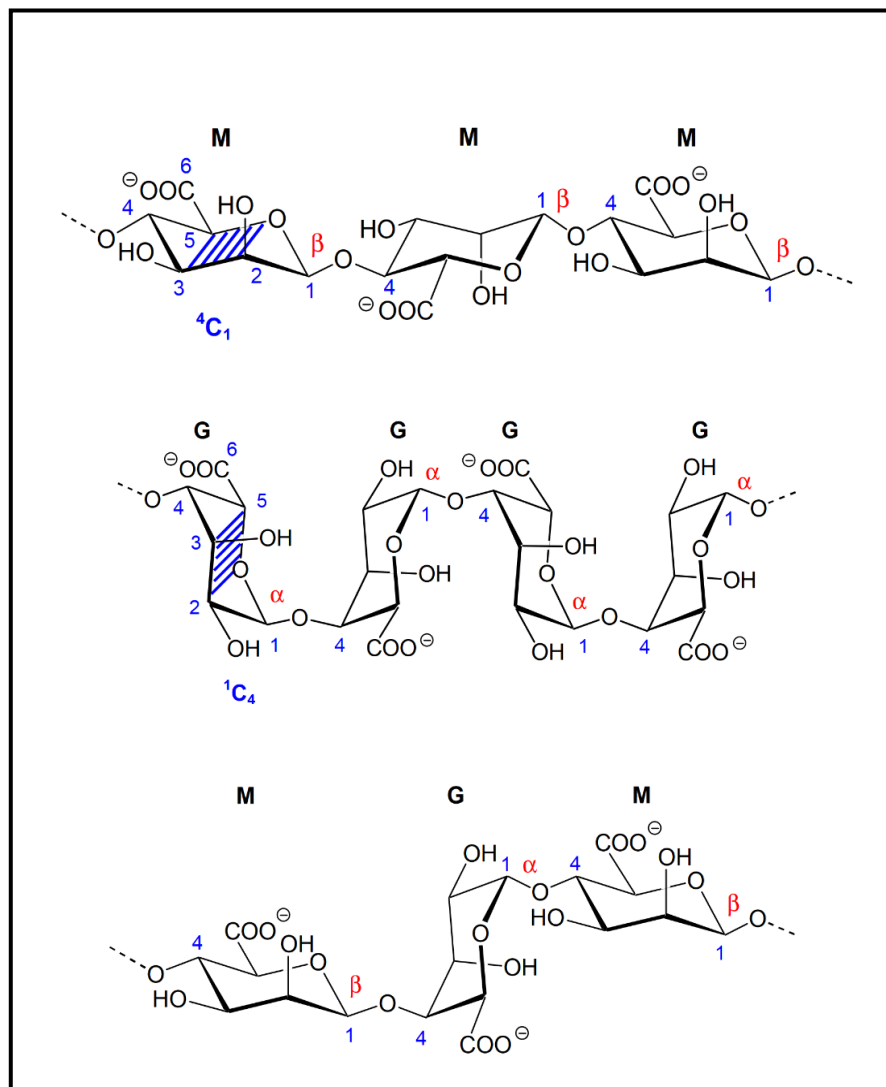 M M M
6
⊖OOC HO O β 1 β 4 COO⊖ OH O β
4 5 HO O
O HO 3 2 1 O 4 O HO 1 O
⊖OOC OH
⁴C₁
G G G G
⊖OOC 6 OH α ⊖OOC OH α
O 4 5 1 O 4 1 O
3 OH O OH O
O OH O OH
2 α α
OH 1 O 4 COO⊖ OH 1 O 4 COO⊖
¹C₄
M G M
COO⊖ OH
OH 1 α 4 O β
O HO 1 O
4 COO⊖ OH O
O O β OH
HO 1 O 4 COO⊖